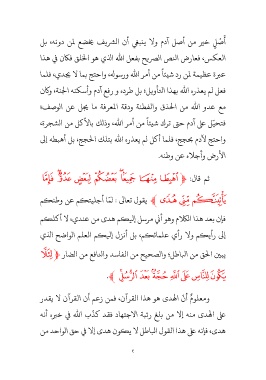 أصْلِ خير من أصل آدم ولا ينبغي أن الشريف يخضع لمن دونه، بل
العكس، فعارض النص الصريح بفعل الله الذي هو الخلق فكان في هذا
عبرة عظيمة لمن رد شيئاً من أمر الله ورسوله، واحتج بما لا يجدي، فلما
فعل لم يعذره الله بهذا التأويل؛ بل طرد، و رفع آدم وأسكنه الجنة، وكان
مع عدو الله من الحذق والفطنة ودقة المعرفة ما يجل عن الوصف؛
فتحيّل على آدم حتى ترك شيئاً من أمر الله، وذلك بالأكل من الشجرة،
واحتج لآدم بحجج، فلما أكل لم يعذره الله بتلك الحجج، بل أهبطه إلى
الأرض وأجلاه عن وطنه.
ثم قال: ﴿ ٱهْبِطَا مِنْهَا جَمِيعًۢا بَعْضُكُمْ لِبَعْضٍ عَدُوٌّ ۖ فَإِمَّا
يَأْتِيَنَّكُم مِّنِّى هُدًى ﴾ يقول تعالى : لمّا أجليتكم عن وطنكم
فإن بعد هذا الكلام وهو أني مرسل إليكم هدى من عندي، لا أكلكم
إلى رأيكم ولا رأي علمائكم، بل أنزل إليكم العلم الواضح الذي
يبين الحق من الباطل؛ والصحيح من الفاسد والنافع من الضار ﴿ لِئَلَّا
يَكُونَ لِلنَّاسِ عَلَى ٱللَّهِ حُجَّةٌۢ بَعْدَ ٱلرُّسُلِ ﴾.
ومعلومٌ أنّ الهدى هو هذا القرآن، فمن زعم أن القرآن لا يقدر
على الهدى منه إلا من بلغ رتبة الاجتهاد فقد كذّب الله في خبره أنه
هدى، فإنه على هذا القول الباطل لا يكون هدى إلا في حق الواحد من
٢